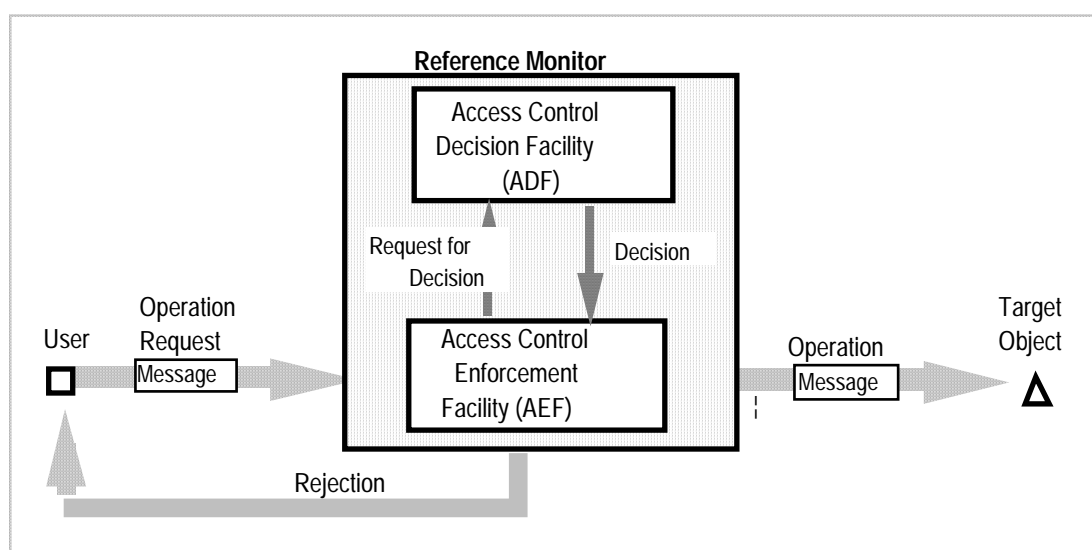 Reference Monitor
Access Control
Decision Facility
(ADF)
Request for
Decision
Decision
Operation
Request
User
Message
Access Control
Enforcement
Facility (AEF)
Operation
Message
Target
Object
Rejection